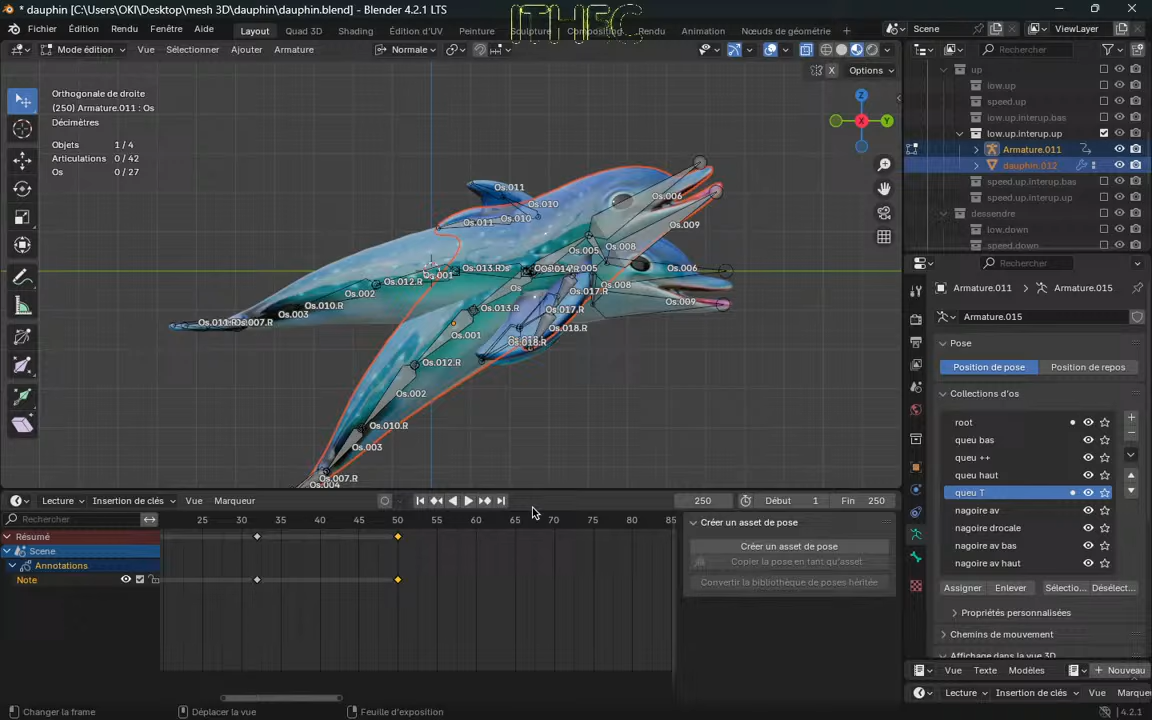 * dauphin [C:\Users\OKI\Desktop\mesh 3D\dauphin\dauphin.blend] - Blender 4.2.1 LTS
ITHFC
Fichier Édition Rendu Fenêtre Aide Layout Quad 3D Shading Édition d'UV Peinture Sculpture Rendu Animation Nœuds de géométrie + Scene ViewLayer
Mode édition Vue Sélectionner Ajouter Armature Normale Rechercher
X Options
Orthogonale de droite
(250) Armature.011 : Os
Décimètres
Objets 1 / 4
Articulations 0 / 42
Os 0 / 27
Z
Y
X
Os.011
Os.010
Os.006
Os.011
Os.010
Os.009
Os.005
Os.008
Os.001
Os.013.R
Os.006
Os.002
Os.012.R
Os
Os.008
Os.017.R
Os.009
Os.010.R
Os.003
Os.013.R
Os.017.R
Os.007.R
Os.018.R
Os.001
Os.018.R
Os.012.R
Os.002
Os.010.R
Os.003
Os.007.R
Os.004
up
low.up
speed.up
low.up.interup.bas
low.up.interup.up
Armature.011
dauphin.012
speed.up.interup.bas
speed.up.interup.up
dessendre
low.down
speed.down
Rechercher
Armature.011 Armature.015
Armature.015
Pose
Position de pose Position de repos
Collections d'os
root
queu bas
queu ++
queu haut
queu T
nagoire av
nagoire drocale
nagoire av bas
nagoire av haut
Assigner Enlever Sélectio... Désélect...
Propriétés personnalisées
Chemins de mouvement
Affichage dans la vue 3D
Vue Texte Modèles + Nouveau
Lecture Insertion de clés Vue Marque
Lecture Insertion de clés Vue Marqueur 250 Début 1 Fin 250
Rechercher 25 30 35 40 45 50 55 60 65 70 75 80 85
Résumé
Scene
Annotations
Note
Créer un asset de pose
Créer un asset de pose
Copier la pose en tant qu'asset
Convertir la bibliothèque de poses héritée
Changer la frame Déplacer la vue Feuille d'exposition 4.2.1